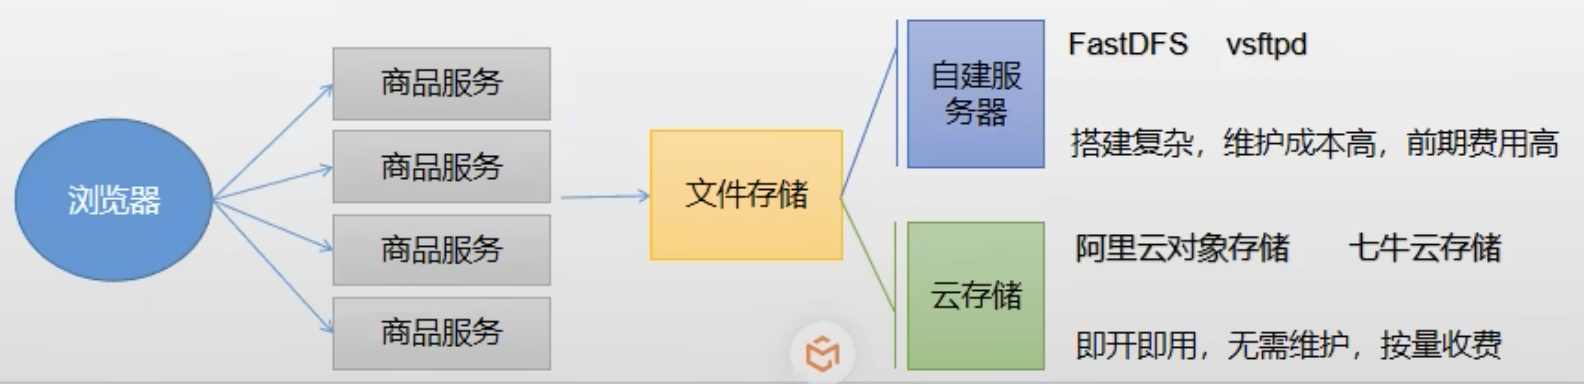 浏览器
商品服务
商品服务
商品服务
商品服务
文件存储
自建服
务器
FastDFS vsftpd
搭建复杂，维护成本高，前期费用高
云存储
阿里云对象存储 七牛云存储
即开即用，无需维护，按量收费